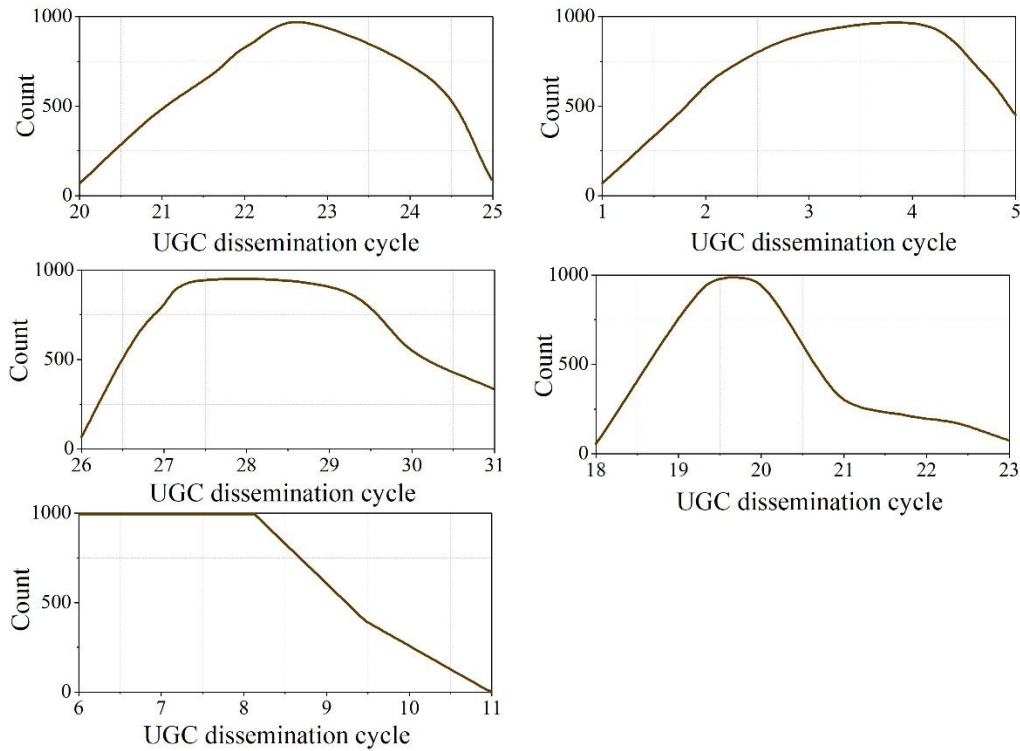 1000
500
0
Count
20 21 22 23 24 25
UGC dissemination cycle
1000
500
0
Count
1 2 3 4 5
UGC dissemination cycle
1000
500
0
Count
26 27 28 29 30 31
UGC dissemination cycle
1000
500
0
Count
18 19 20 21 22 23
UGC dissemination cycle
1000
500
0
Count
6 7 8 9 10 11
UGC dissemination cycle